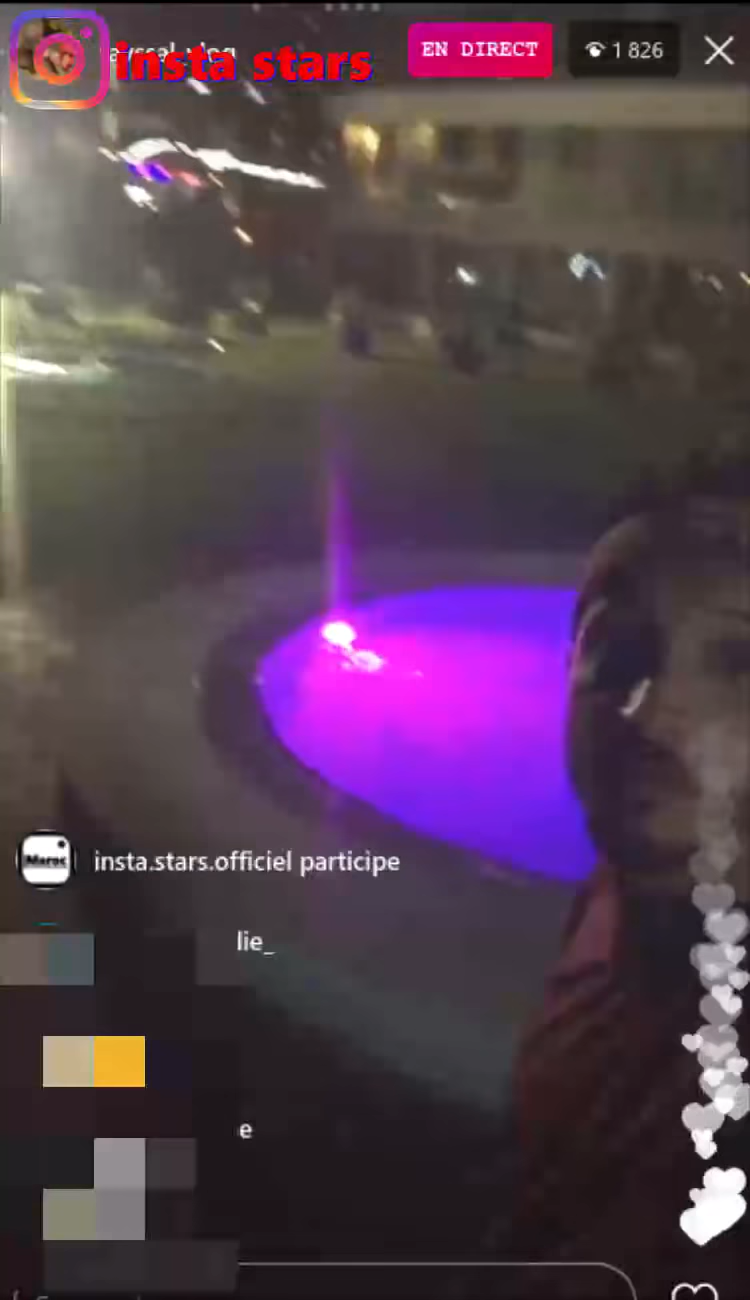 insta stars
EN DIRECT
1 826
Maroc
insta.stars.officiel participe
lie_
e